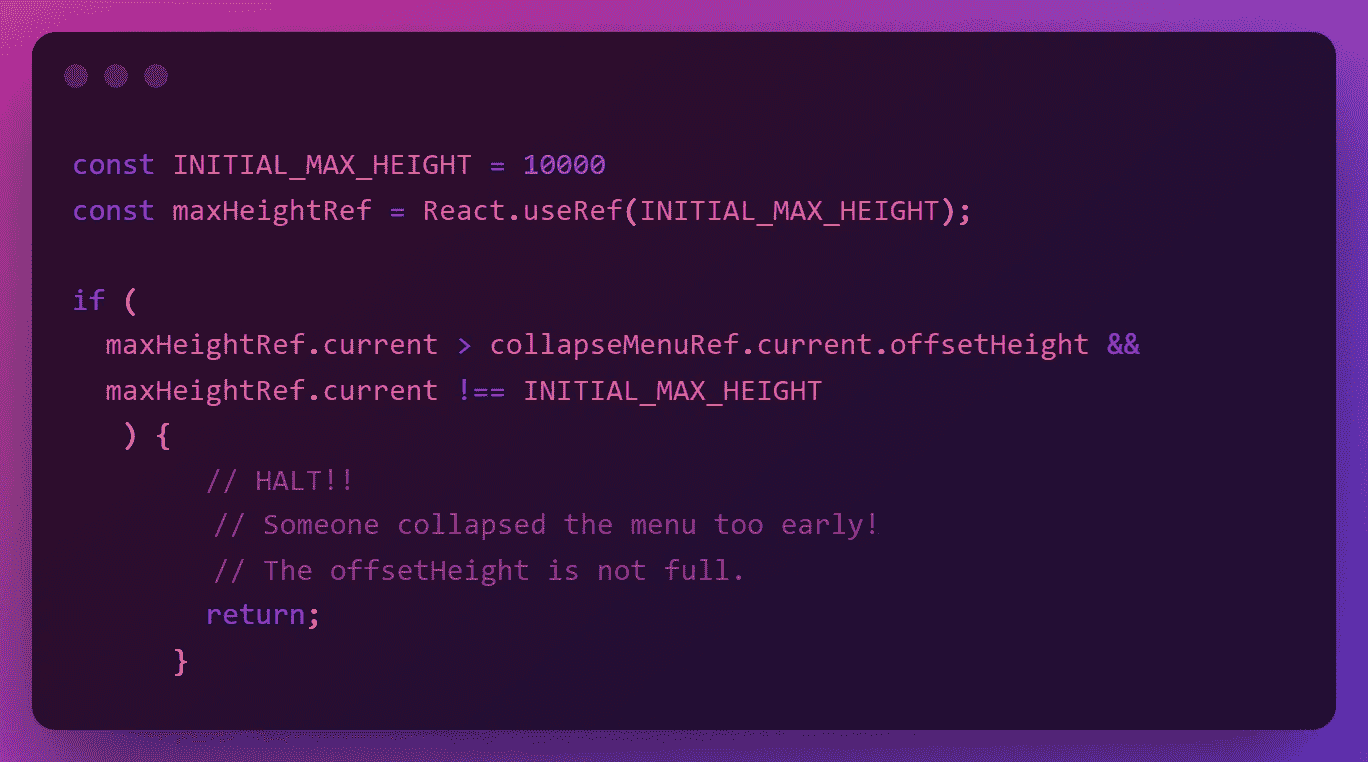 const INITIAL_MAX_HEIGHT = 10000
const maxHeightRef = React.useRef(INITIAL_MAX_HEIGHT);
if (
maxHeightRef.current > collapseMenuRef.current.offsetHeight &&
maxHeightRef.current !== INITIAL_MAX_HEIGHT
) {
// HALT!!
// Someone collapsed the menu too early!
// The offsetHeight is not full.
return;
}